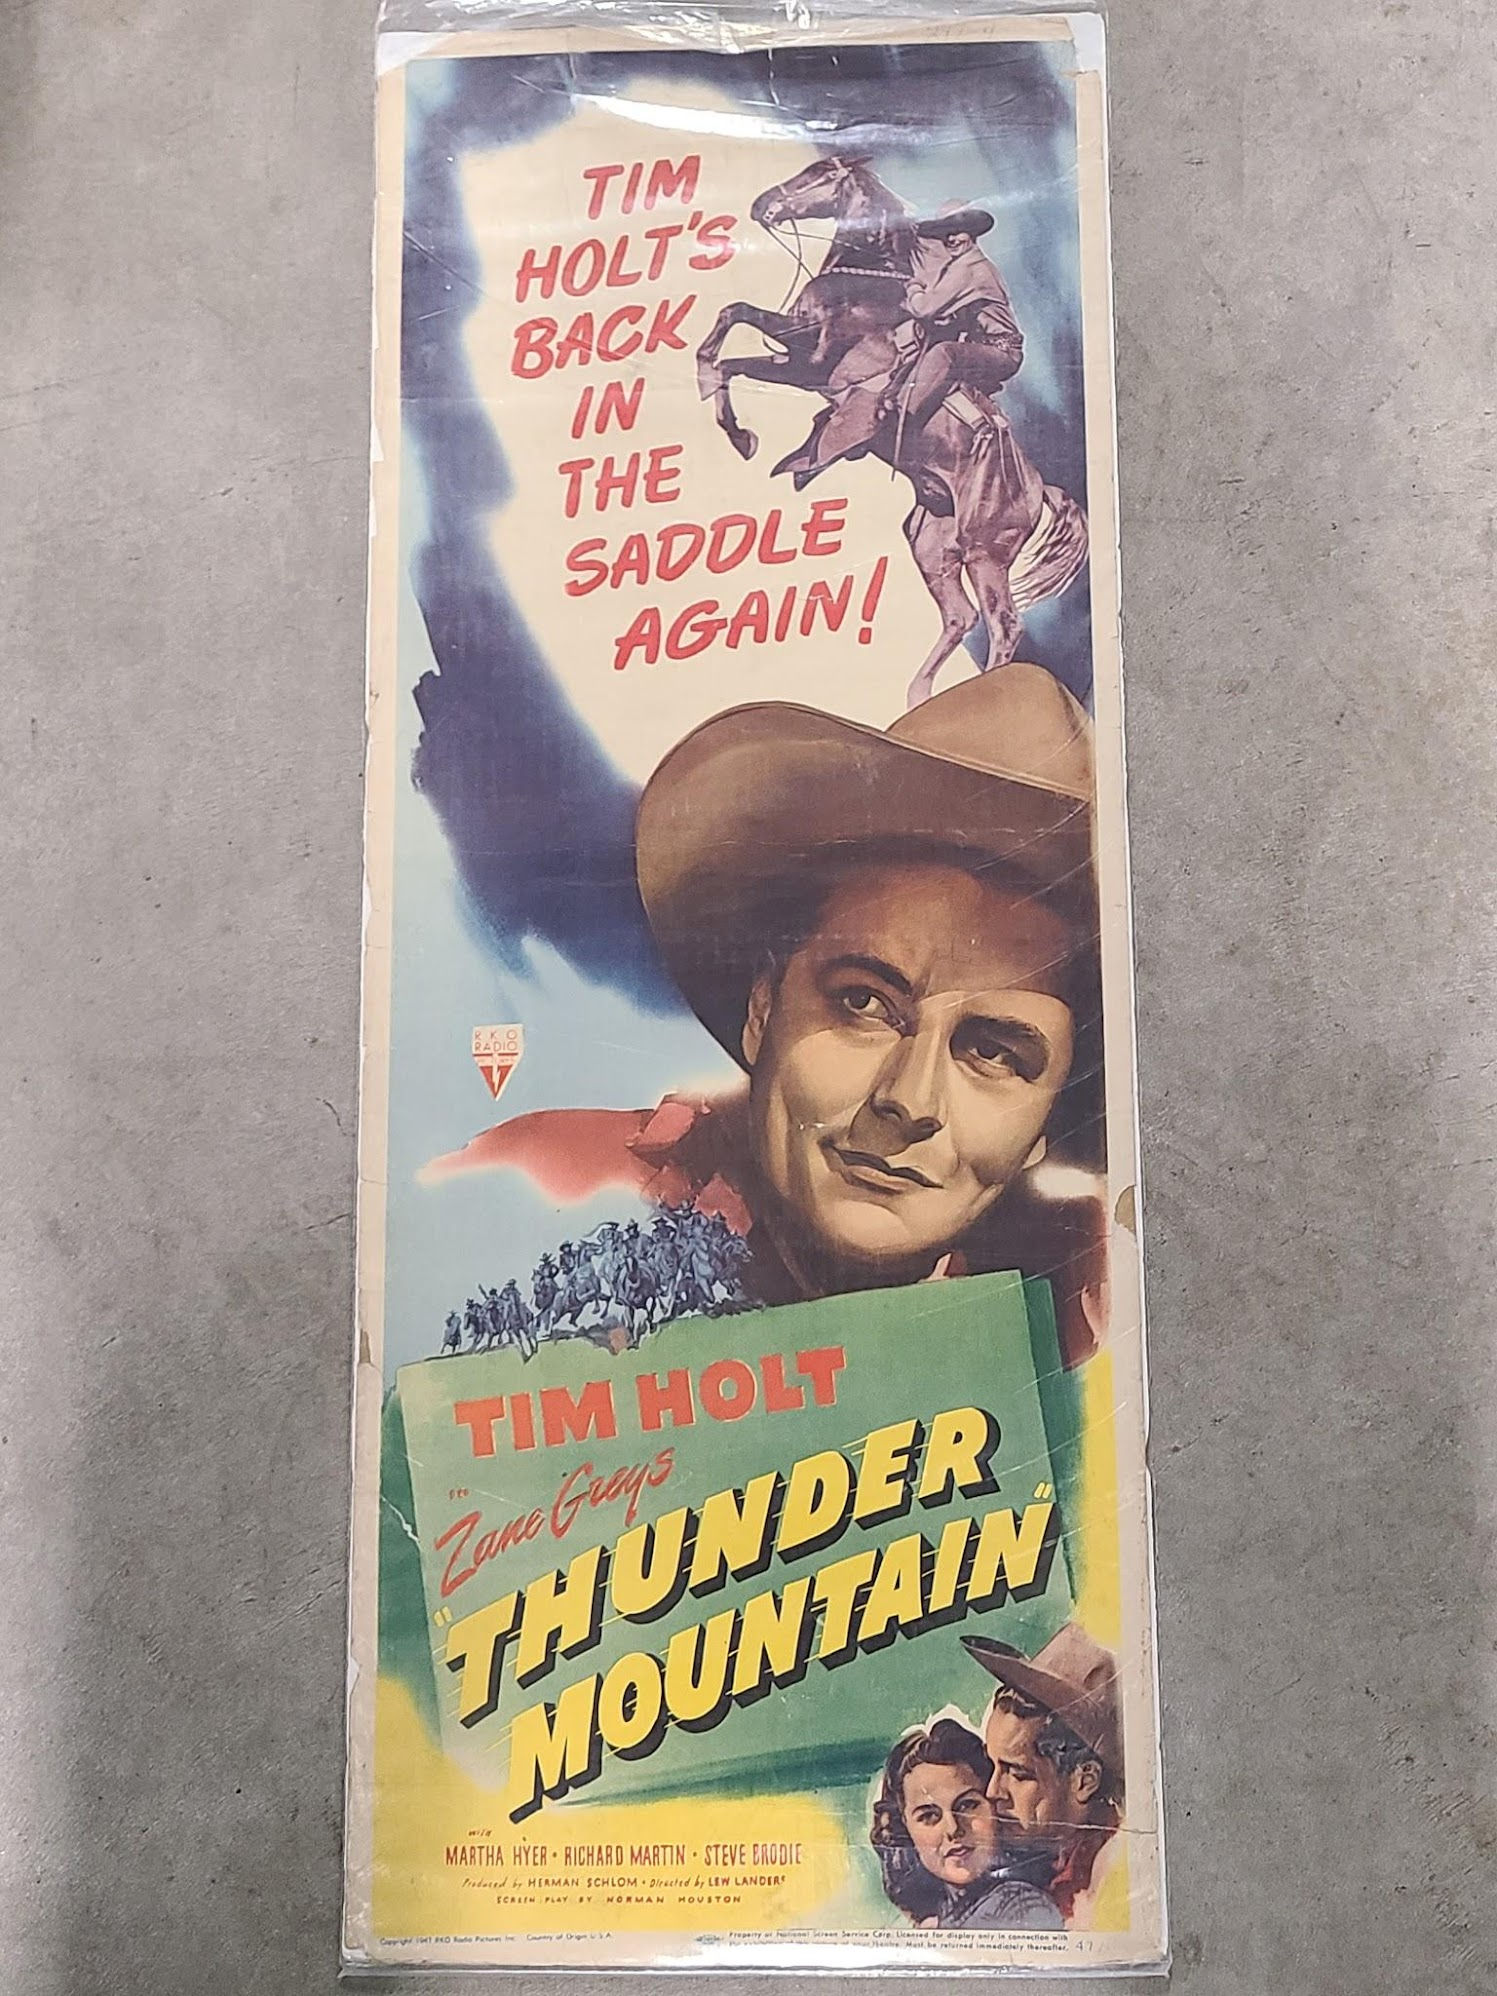 TIM
HOLT'S
BACK
IN
THE
SADDLE
AGAIN!
RKO
RADIO
TIM HOLT
Zane Grey's
"THUNDER
MOUNTAIN"
with
MARTHA HYER • RICHARD MARTIN • STEVE BRODIE
Produced by HERMAN SCHLOM • Directed by LEW LANDERS
SCREEN PLAY BY NORMAN HOUSTON
Copyright 1947 RKO Radio Pictures Inc. Country of Origin U.S.A.
Property of National Screen Service Corp. Licensed for display only in connection with
your theatre. Must be returned immediately thereafter. 47